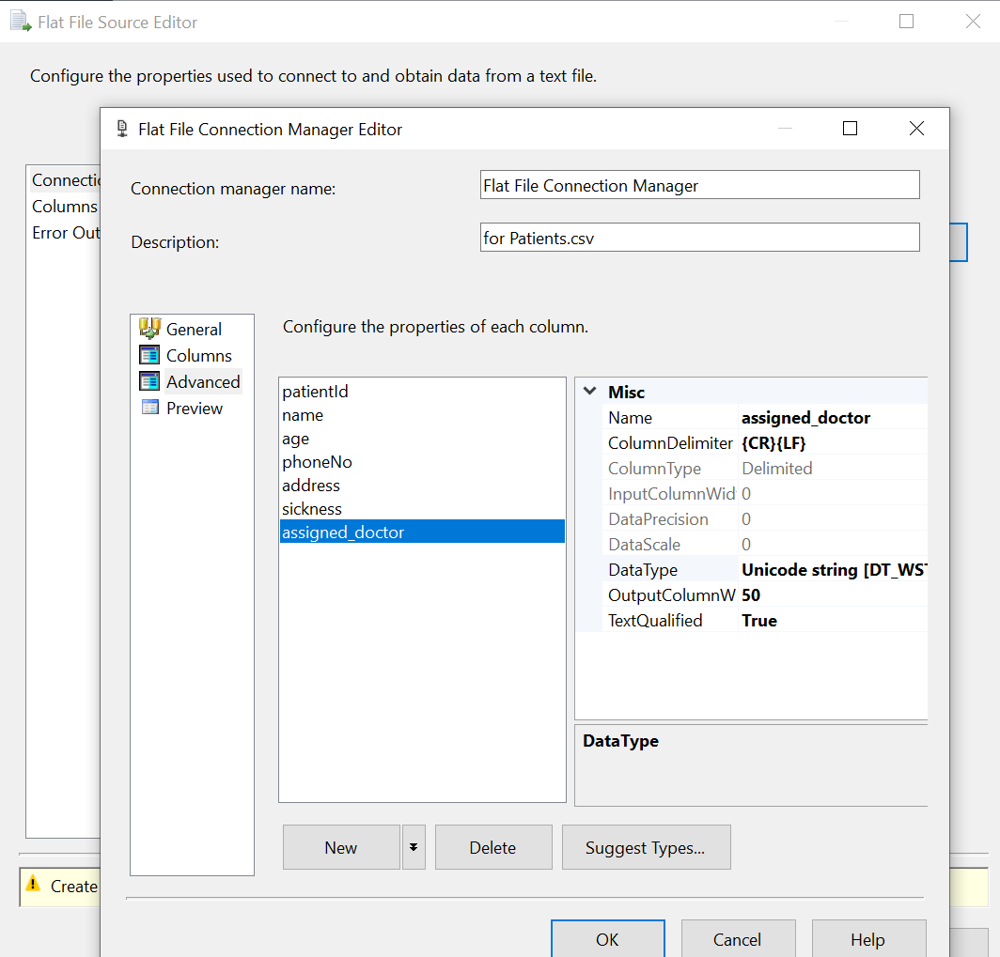 Flat File Source Editor
Configure the properties used to connect to and obtain data from a text file.
Connectio
Columns
Error Out
Create
Flat File Connection Manager Editor
Connection manager name:
Flat File Connection Manager
Description:
for Patients.csv
General
Columns
Advanced
Preview
Configure the properties of each column.
patientId
name
age
phoneNo
address
sickness
assigned_doctor
Misc
Name assigned_doctor
ColumnDelimiter {CR}{LF}
ColumnType Delimited
InputColumnWid 0
DataPrecision 0
DataScale 0
DataType Unicode string [DT_WST
OutputColumnW 50
TextQualified True
DataType
New
Delete
Suggest Types...
OK
Cancel
Help